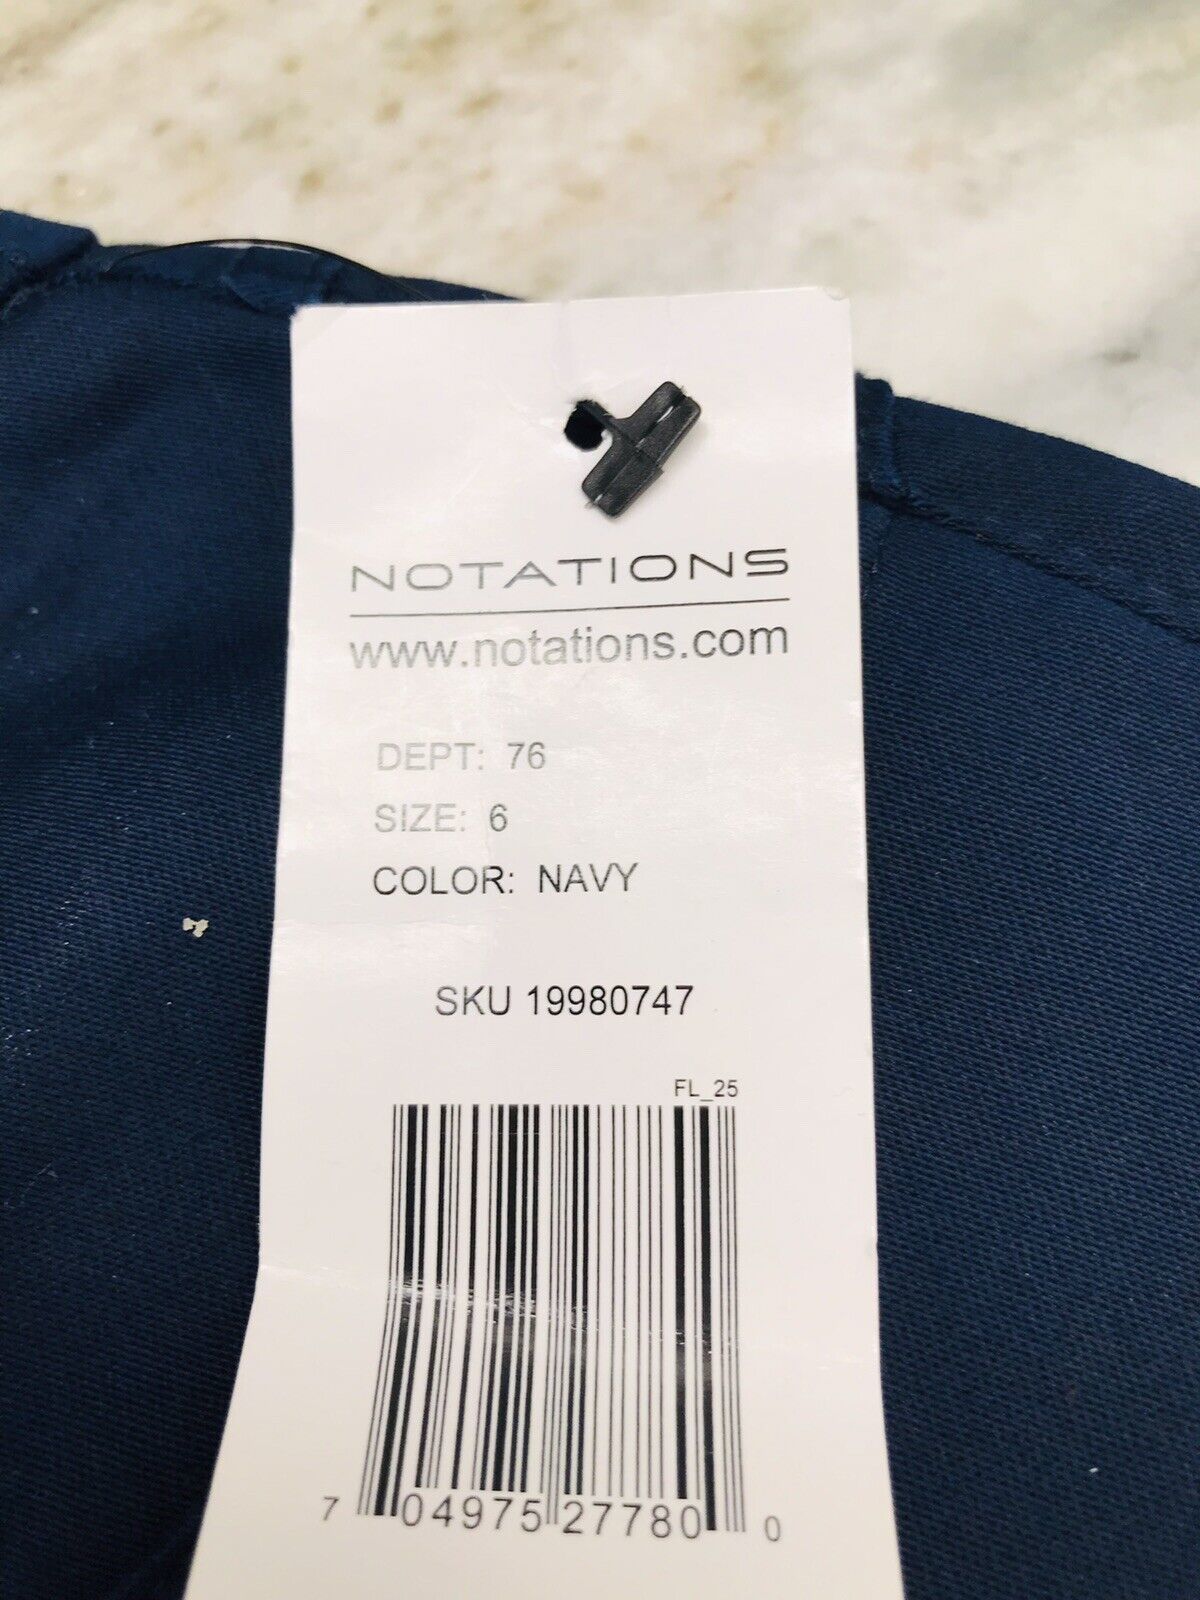 NOTATIONS
www.notations.com
DEPT: 76
SIZE: 6
COLOR: NAVY
SKU 19980747
FL_25
7 04975 27780 0